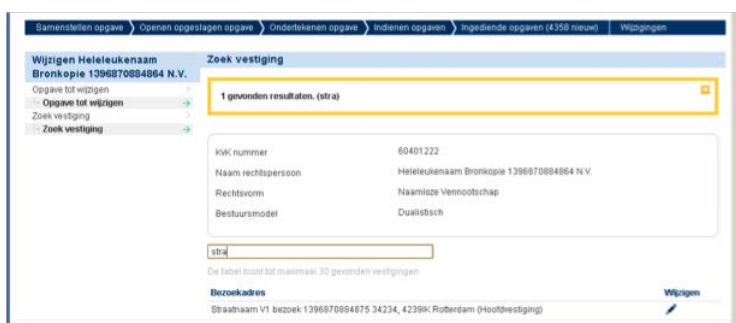 Samenstellen opgave Openen opgeslagen opgave Ondertekenen opgave Indienen opgaven Ingediende opgaven (4358 nieuw) Wijzigingen
Wijzigen Heleleukenaam
Bronkopie 1396870884864 N.V.
Opgave tot wijzigen
Opgave tot wijzigen
Zoek vestiging
Zoek vestiging
Zoek vestiging
1 gevonden resultaten. (stra)
KvK nummer 60401222
Naam rechtspersoon Heleleukenaam Bronkopie 1396870884864 N.V.
Rechtsvorm Naamloze Vennootschap
Bestuursmodel Dualistisch
stra
De tabel toont tot maximaal 30 gevonden vestigingen
Bezoekadres Wijzigen
Straatnaam V1 bezoek 1396870884875 34234, 4239IK Rotterdam (Hoofdvestiging)